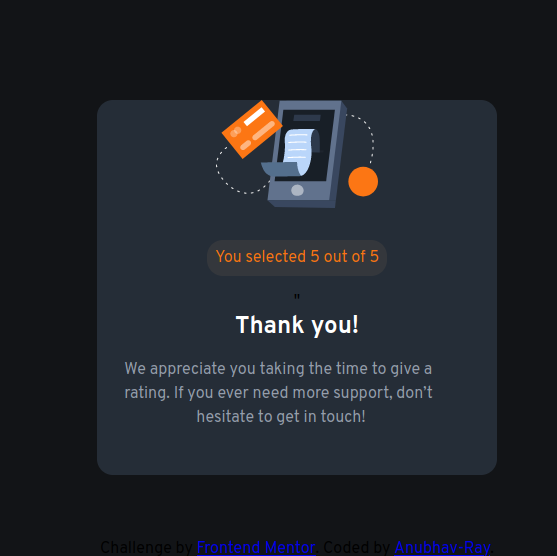 You selected 5 out of 5
"
Thank you!
We appreciate you taking the time to give a
rating. If you ever need more support, don’t
hesitate to get in touch!
Challenge by Frontend Mentor. Coded by Anubhav-Ray.